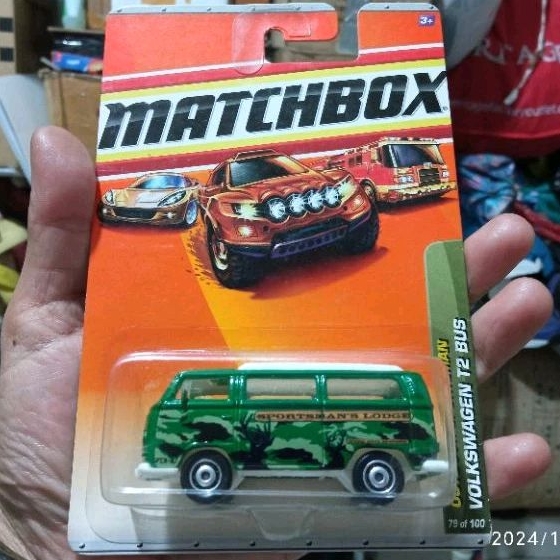 3+
MATCHBOX
VOLKSWAGEN T2 BUS
SPORTSMAN'S LODGE
79 of 100
2024/1